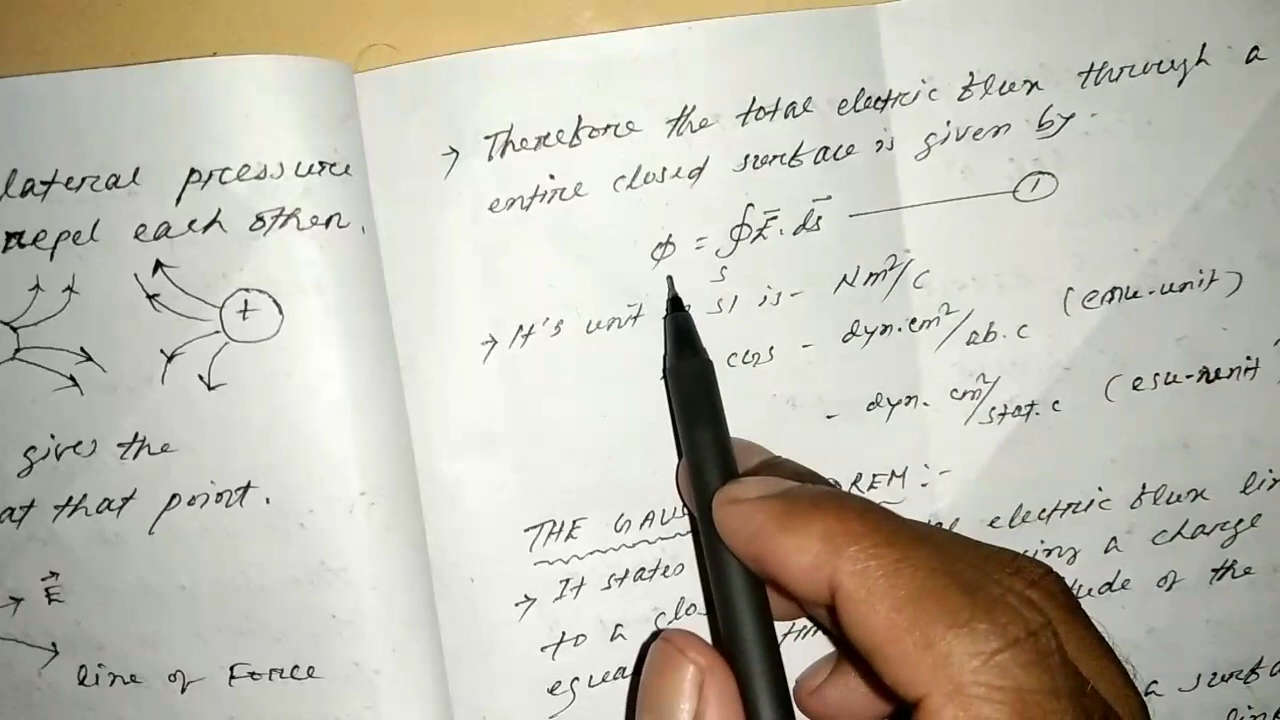 lateral pressure
repel each other.
+
gives the
at that point.
→ E⃗
line of Force
→ Therefore the total electric flux through a
entire closed surface is given by.
ϕ = ∮E⃗. ds⃗ —— ①
s
→ It's unit SI is - Nm²/C
CGS - dyn.cm²/ab.c (emu-unit)
- dyn. cm²/stat.c (esu-unit
THE GAU REM :-
→ It states electric flux lin
to a clo a charge
equa tude of the
a surfa